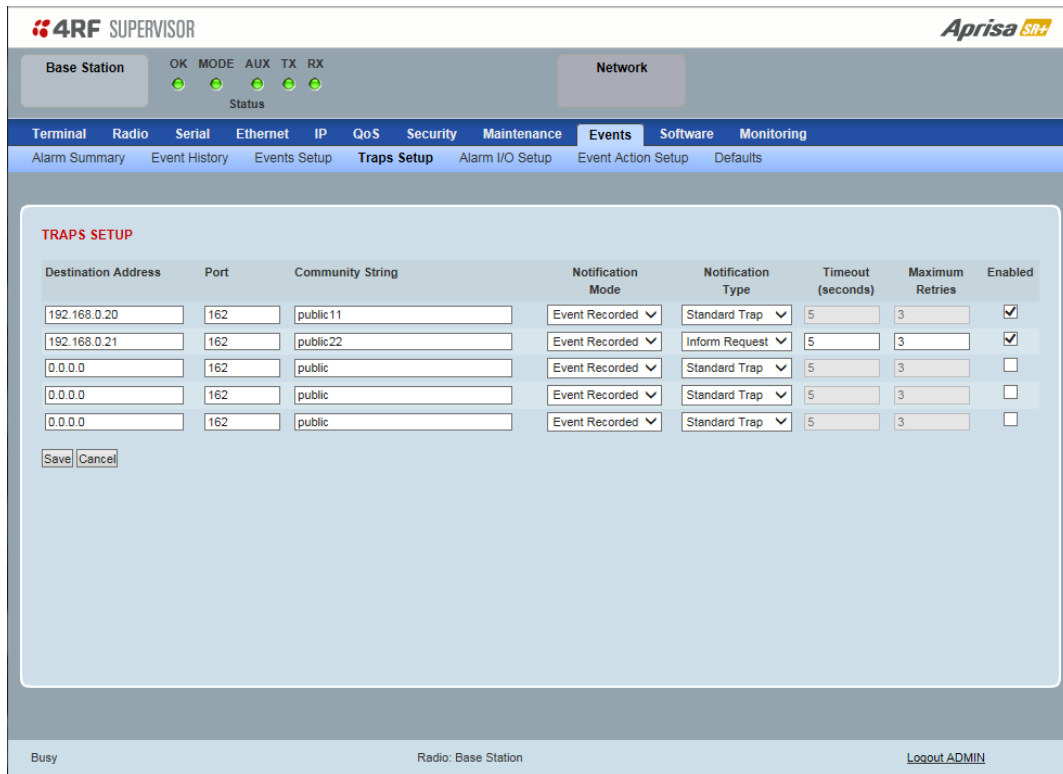 4RF SUPERVISOR
Aprisa SR+
Base Station
OK MODE AUX TX RX
Status
Network
Terminal Radio Serial Ethernet IP QoS Security Maintenance Events Software Monitoring
Alarm Summary Event History Events Setup Traps Setup Alarm I/O Setup Event Action Setup Defaults
TRAPS SETUP
Destination Address Port Community String Notification Mode Notification Type Timeout (seconds) Maximum Retries Enabled
192.168.0.20 162 public11 Event Recorded Standard Trap 5 3
192.168.0.21 162 public22 Event Recorded Inform Request 5 3
0.0.0.0 162 public Event Recorded Standard Trap 5 3
0.0.0.0 162 public Event Recorded Standard Trap 5 3
0.0.0.0 162 public Event Recorded Standard Trap 5 3
Save Cancel
Busy Radio: Base Station Logout ADMIN